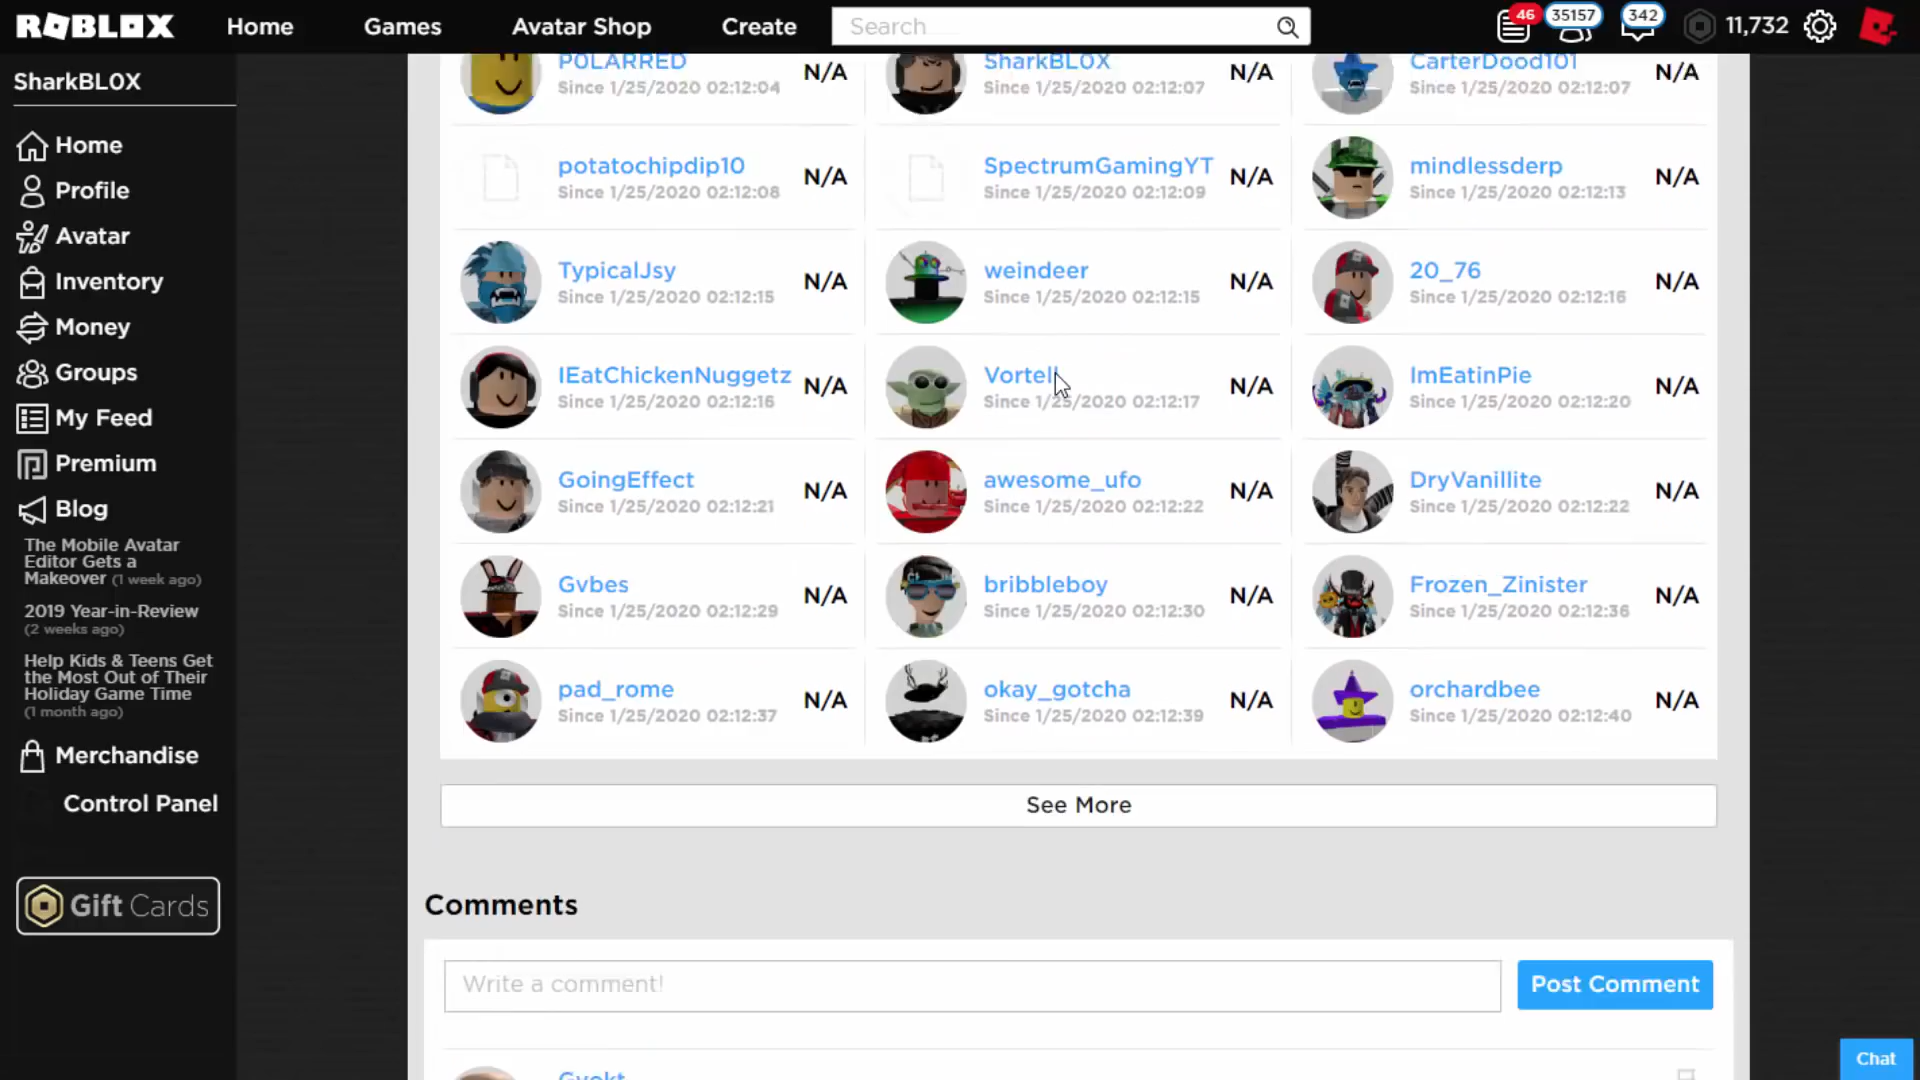 ROBLOX Home Games Avatar Shop Create Search 46 35157 342 11,732
SharkBL0X
Home
Profile
Avatar
Inventory
Money
Groups
My Feed
Premium
Blog
The Mobile Avatar
Editor Gets a
Makeover (1 week ago)
2019 Year-in-Review
(2 weeks ago)
Help Kids & Teens Get
the Most Out of Their
Holiday Game Time
(1 month ago)
Merchandise
Control Panel
Gift Cards
P0LARRED
Since 1/25/2020 02:12:04
N/A
SharkBL0X
Since 1/25/2020 02:12:07
N/A
CarterDood101
Since 1/25/2020 02:12:07
N/A
potatochipdip10
Since 1/25/2020 02:12:08
N/A
SpectrumGamingYT
Since 1/25/2020 02:12:09
N/A
mindlessderp
Since 1/25/2020 02:12:13
N/A
TypicalJsy
Since 1/25/2020 02:12:15
N/A
weindeer
Since 1/25/2020 02:12:15
N/A
20_76
Since 1/25/2020 02:12:16
N/A
IEatChickenNuggetz
Since 1/25/2020 02:12:16
N/A
Since 1/25/2020 02:12:17
N/A
ImEatinPie
Since 1/25/2020 02:12:20
N/A
GoingEffect
Since 1/25/2020 02:12:21
N/A
awesome_ufo
Since 1/25/2020 02:12:22
N/A
DryVanillite
Since 1/25/2020 02:12:22
N/A
Gvbes
Since 1/25/2020 02:12:29
N/A
bribbleboy
Since 1/25/2020 02:12:30
N/A
Frozen_Zinister
Since 1/25/2020 02:12:36
N/A
pad_rome
Since 1/25/2020 02:12:37
N/A
okay_gotcha
Since 1/25/2020 02:12:39
N/A
orchardbee
Since 1/25/2020 02:12:40
N/A
See More
Comments
Write a comment!
Post Comment
Chat